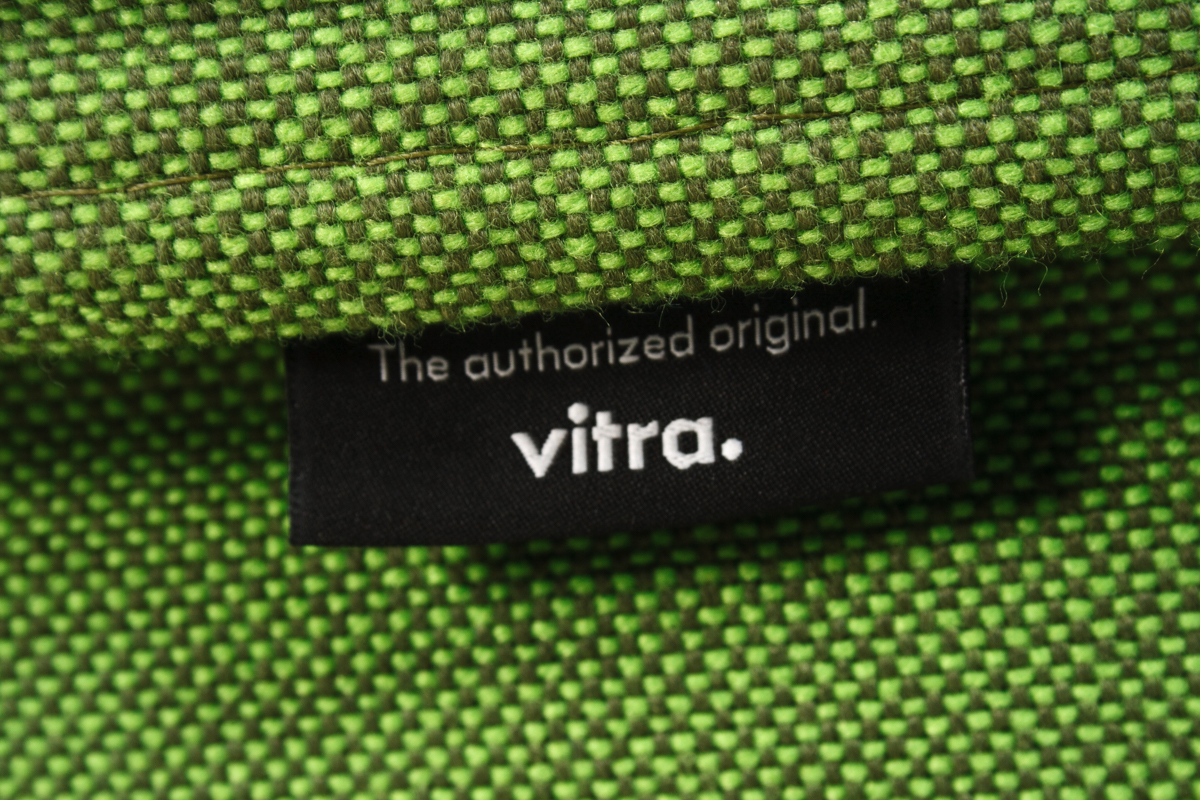 The authorized original.
vitra.